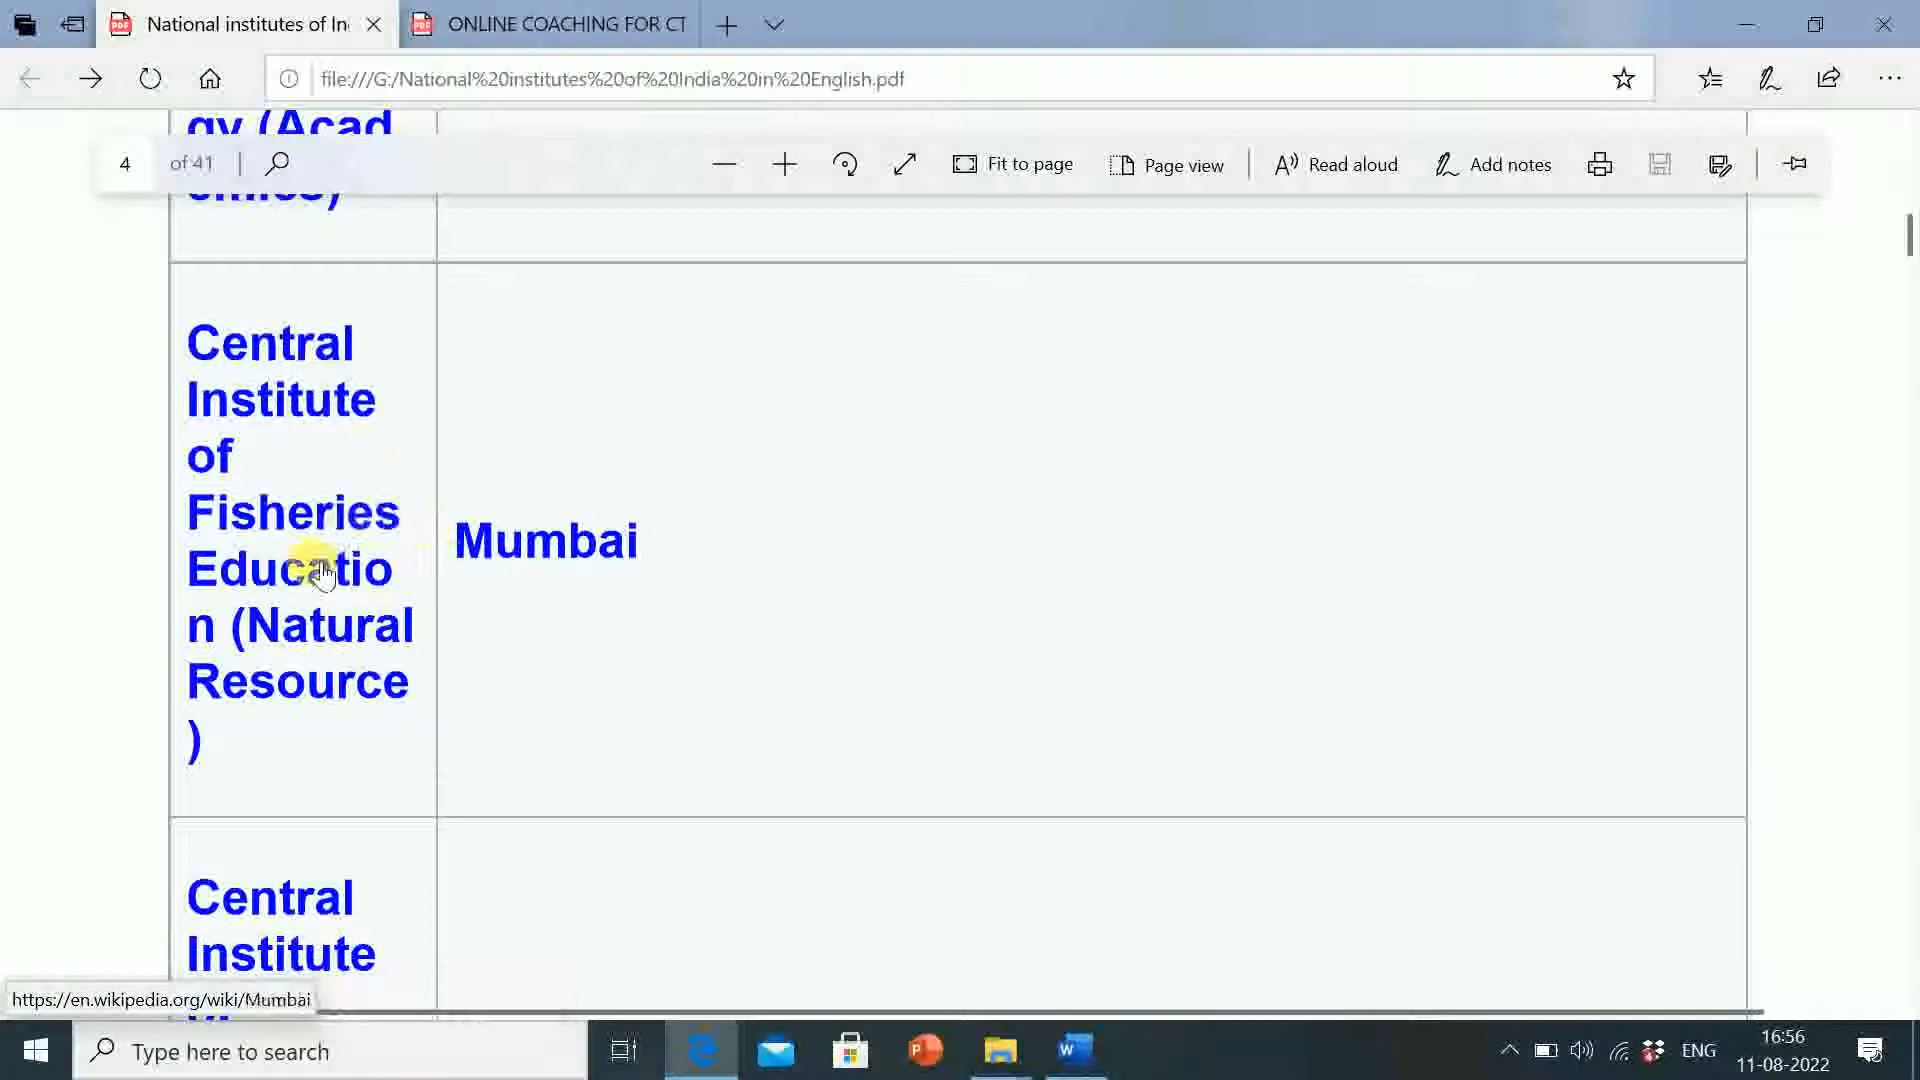 National institutes of In
ONLINE COACHING FOR CT
file:///G:/National%20institutes%20of%20India%20in%20English.pdf
gy (Acad
4 of 41
Fit to page
Page view
Read aloud
Add notes
Central
Institute
of
Fisheries
Educatio
n (Natural
Resource
)
Mumbai
Central
Institute
https://en.wikipedia.org/wiki/Mumbai
Type here to search
ENG
16:56
11-08-2022